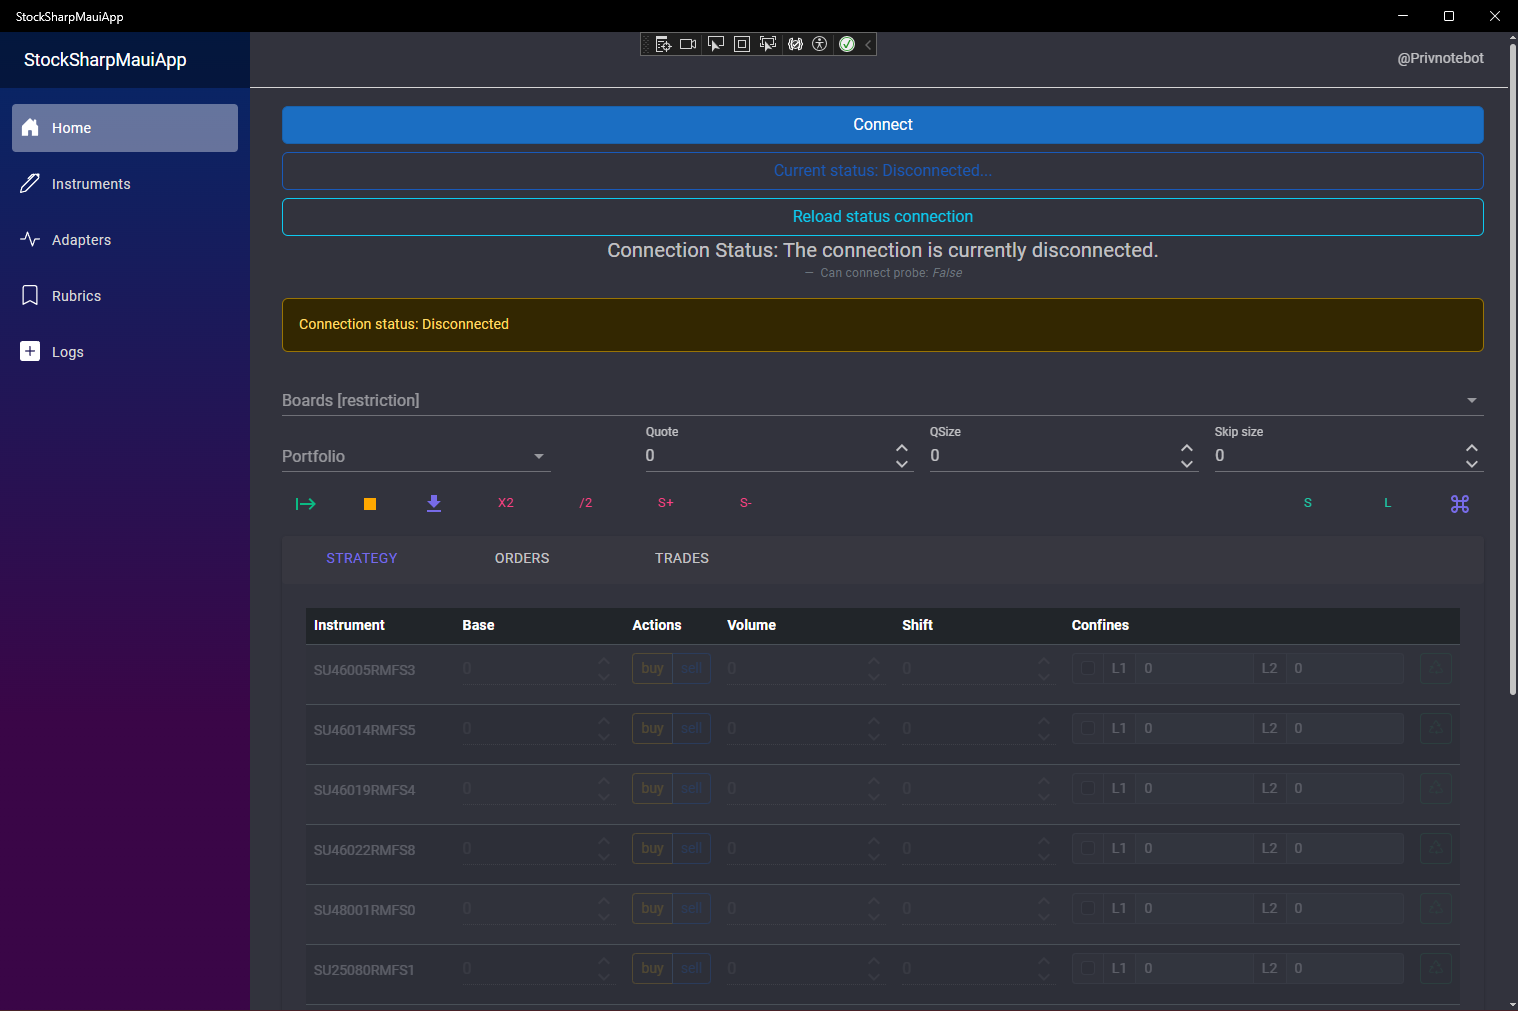 StockSharpMauiApp
StockSharpMauiApp
@Privnotebot
Home
Instruments
Adapters
Rubrics
Logs
Connect
Current status: Disconnected...
Reload status connection
Connection Status: The connection is currently disconnected.
— Can connect probe: False
Connection status: Disconnected
Boards [restriction]
Portfolio
Quote
0
QSize
0
Skip size
0
X2 /2 S+ S- S L
STRATEGY ORDERS TRADES
Instrument Base Actions Volume Shift Confines
SU46005RMFS3 0 buy sell 0 0 L1 0 L2 0
SU46014RMFS5 0 buy sell 0 0 L1 0 L2 0
SU46019RMFS4 0 buy sell 0 0 L1 0 L2 0
SU46022RMFS8 0 buy sell 0 0 L1 0 L2 0
SU48001RMFS0 0 buy sell 0 0 L1 0 L2 0
SU25080RMFS1 0 buy sell 0 0 L1 0 L2 0